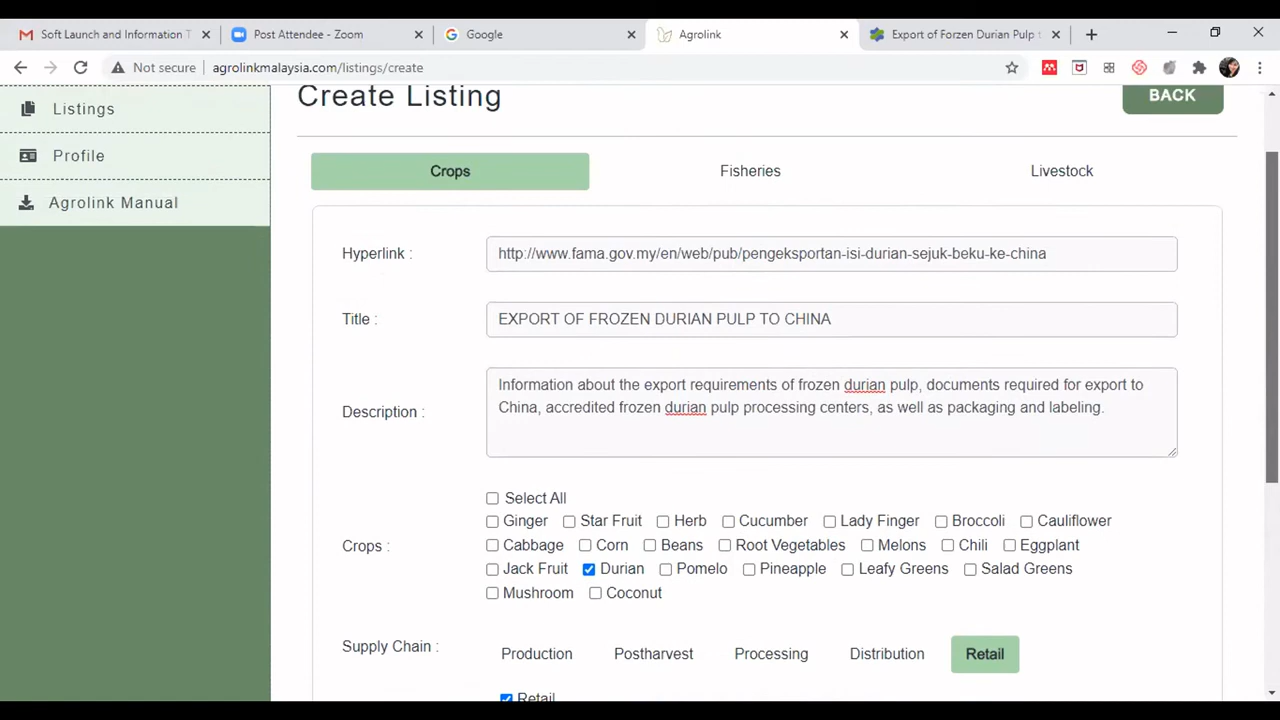 Soft Launch and Information T
Post Attendee - Zoom
Google
Agrolink
Export of Forzen Durian Pulp t
Not secure
agrolinkmalaysia.com/listings/create
Listings
Profile
Agrolink Manual
Create Listing
BACK
Crops
Fisheries
Livestock
Hyperlink :
http://www.fama.gov.my/en/web/pub/pengeksportan-isi-durian-sejuk-beku-ke-china
Title :
EXPORT OF FROZEN DURIAN PULP TO CHINA
Description :
Information about the export requirements of frozen durian pulp, documents required for export to
China, accredited frozen durian pulp processing centers, as well as packaging and labeling.
Crops :
Select All
Ginger Star Fruit Herb Cucumber Lady Finger Broccoli Cauliflower
Cabbage Corn Beans Root Vegetables Melons Chili Eggplant
Jack Fruit Durian Pomelo Pineapple Leafy Greens Salad Greens
Mushroom Coconut
Supply Chain :
Production Postharvest Processing Distribution Retail
Retail